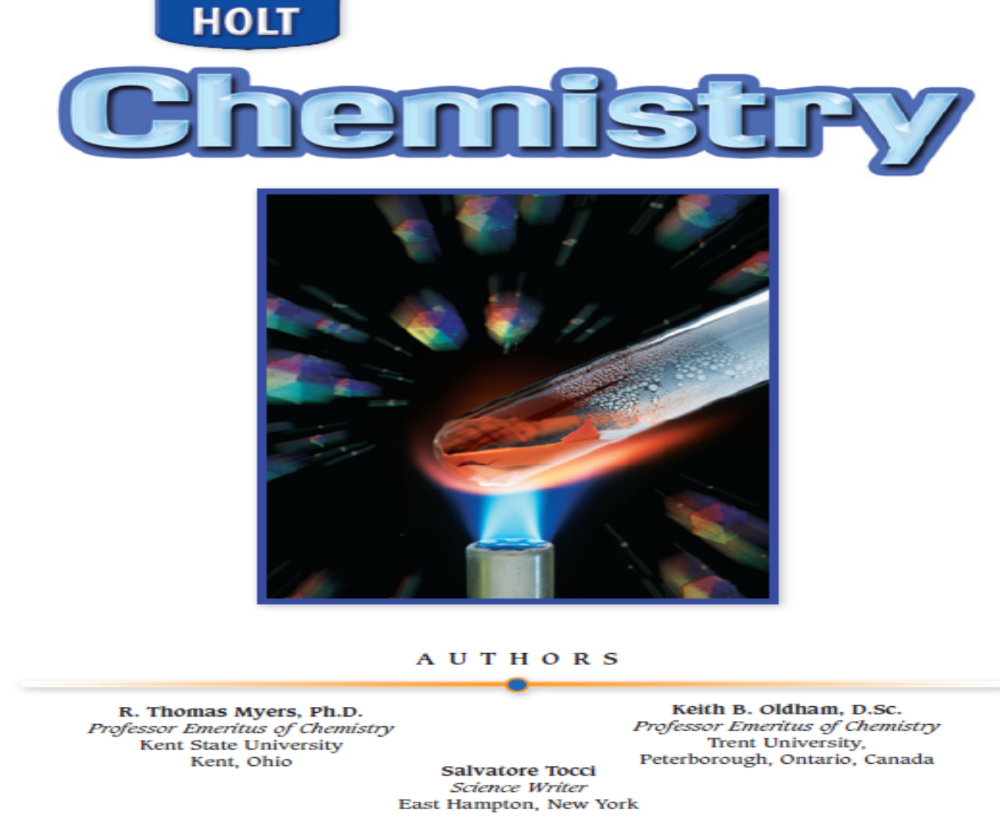 HOLT
Chemistry
AUTHORS
R. Thomas Myers, Ph.D.
Professor Emeritus of Chemistry
Kent State University
Kent, Ohio
Salvatore Tocci
Science Writer
East Hampton, New York
Keith B. Oldham, D.Sc.
Professor Emeritus of Chemistry
Trent University,
Peterborough, Ontario, Canada